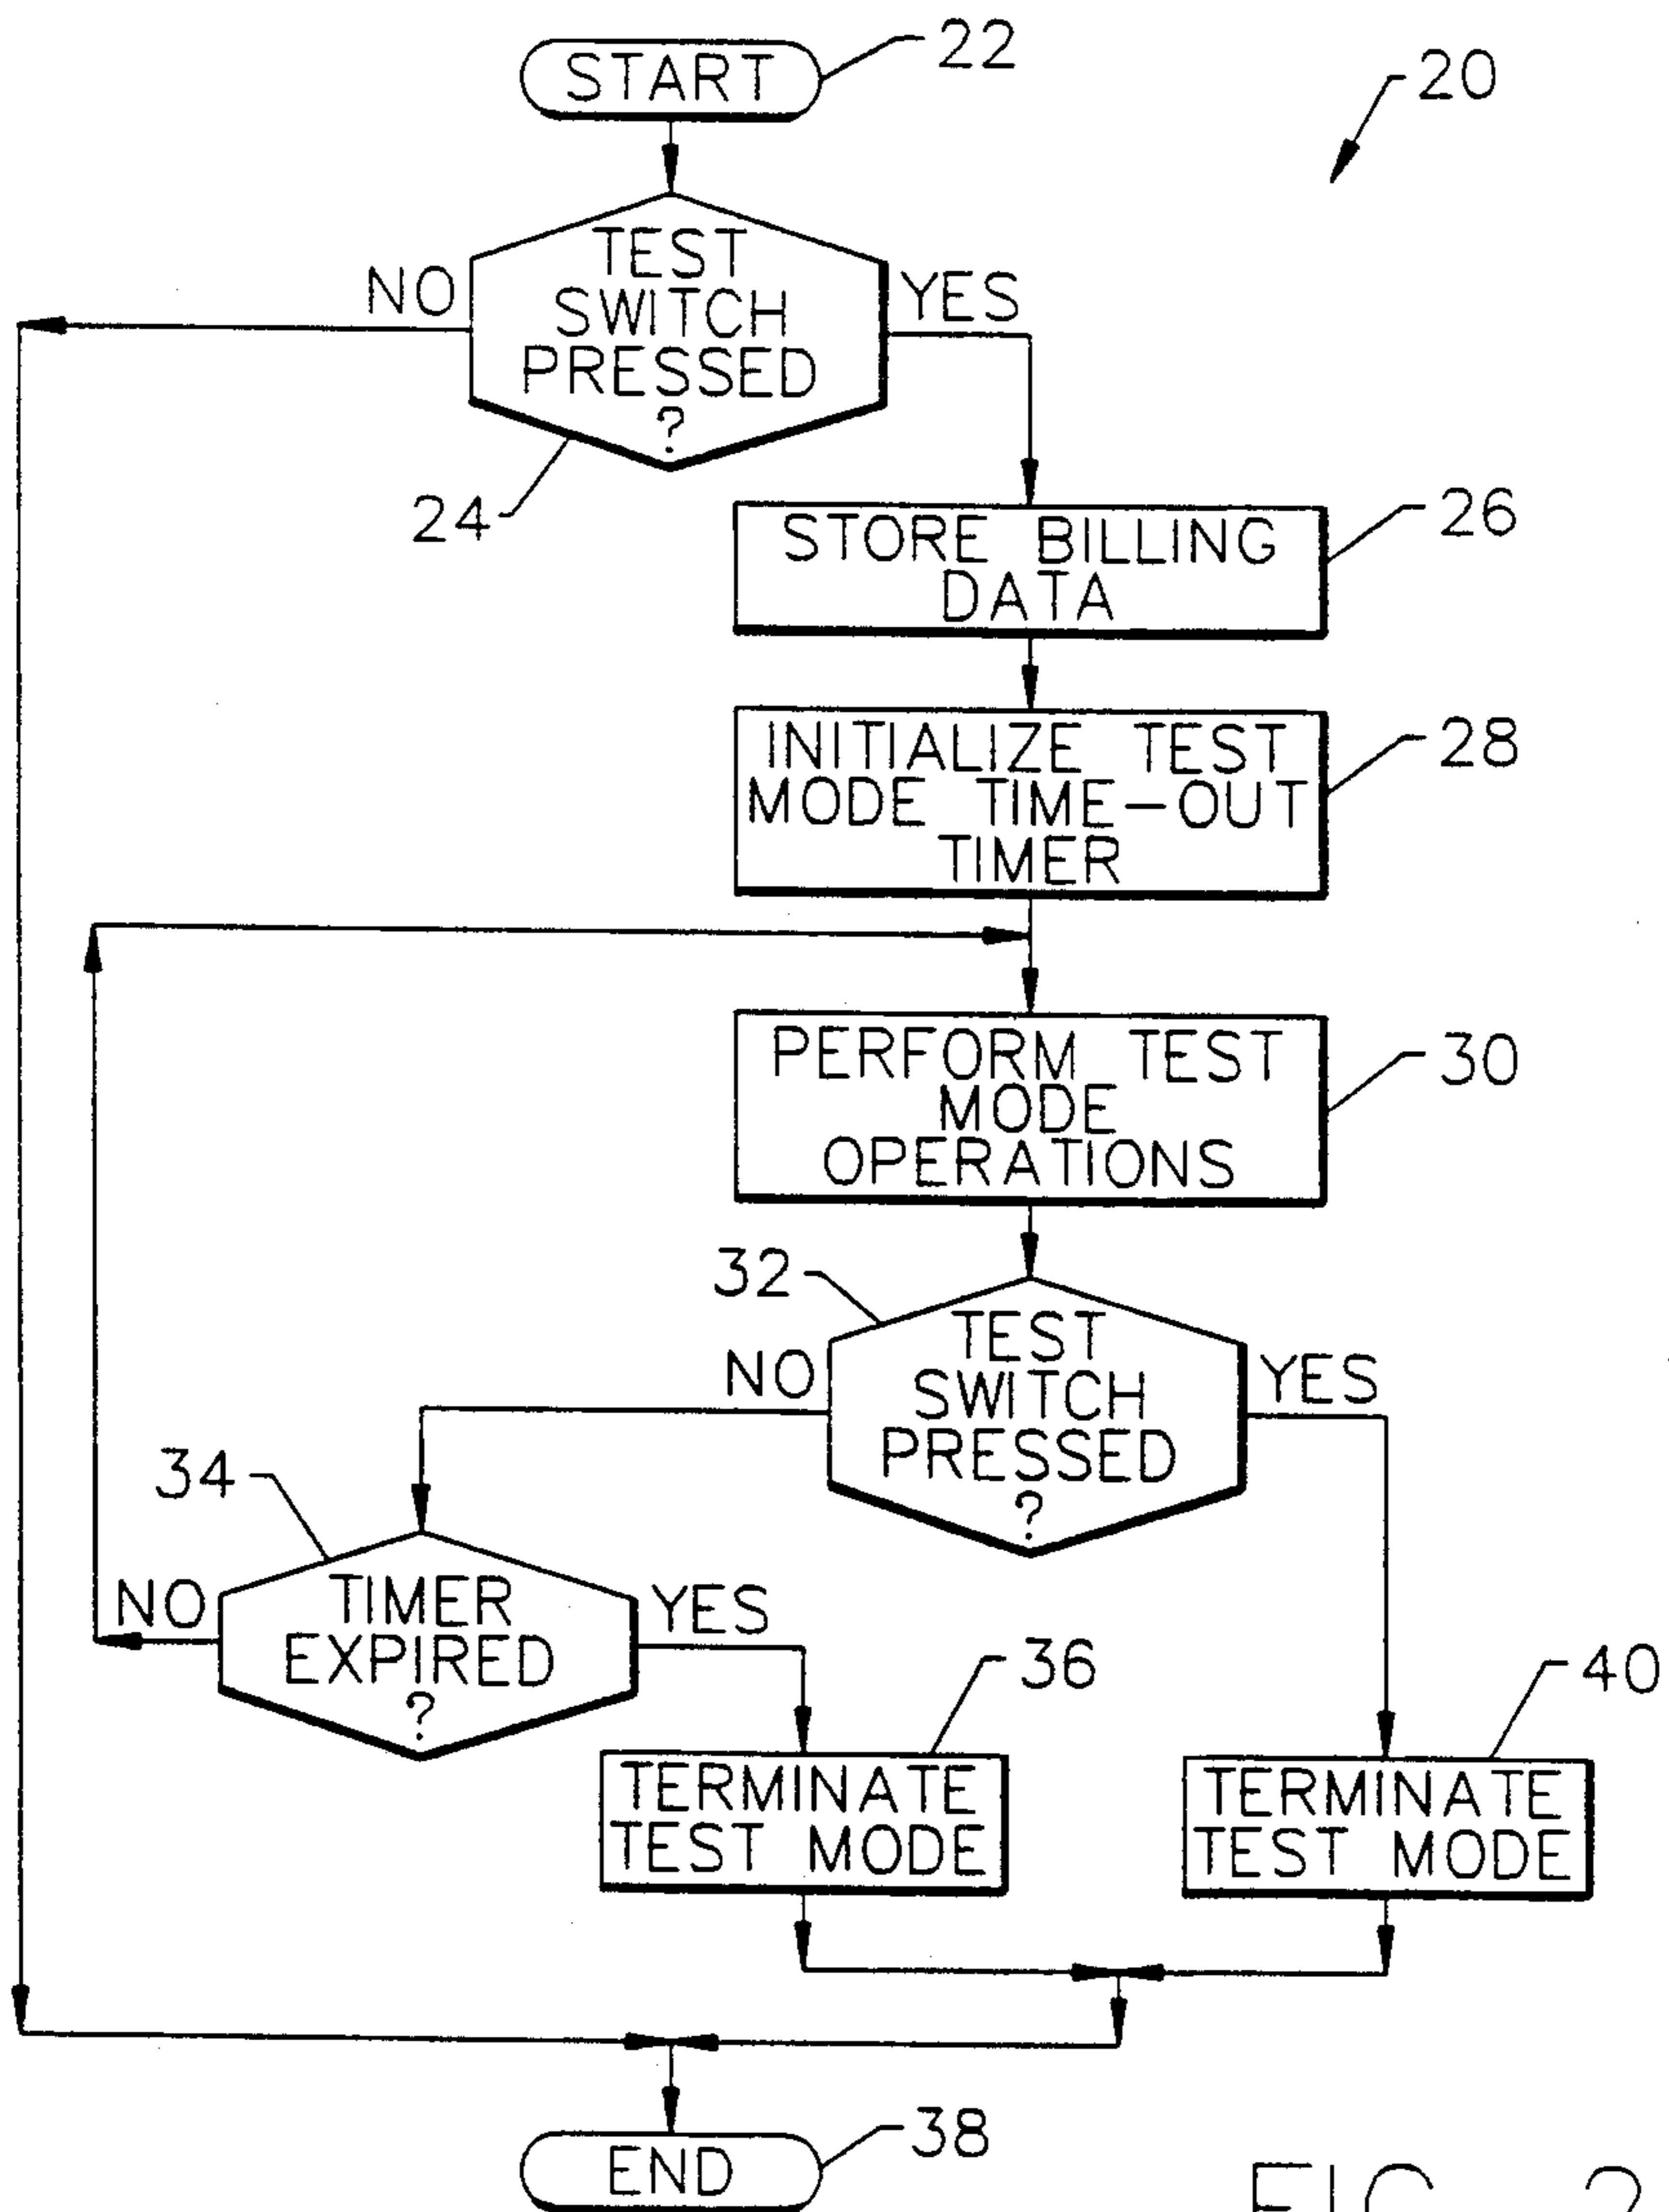 START
22
20
TEST
SWITCH
PRESSED
?
NO
YES
24
STORE BILLING
DATA
26
INITIALIZE TEST
MODE TIME-OUT
TIMER
28
PERFORM TEST
MODE
OPERATIONS
30
32
TEST
SWITCH
PRESSED
?
NO
YES
34
TIMER
EXPIRED
?
NO
YES
36
TERMINATE
TEST MODE
40
TERMINATE
TEST MODE
END
38
FIG. 2